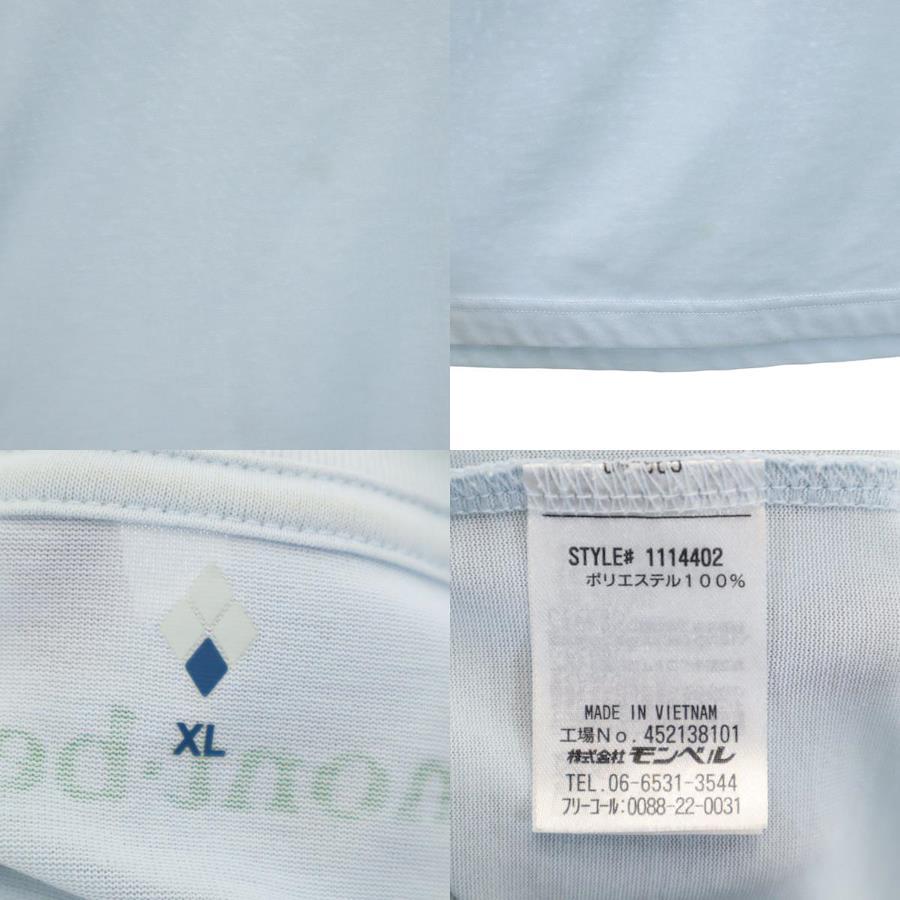 XL
STYLE# 1114402
ポリエステル100%
MADE IN VIETNAM
工場No. 452138101
株式会社 モンベル
TEL. 06-6531-3544
フリーコール:0088-22-0031